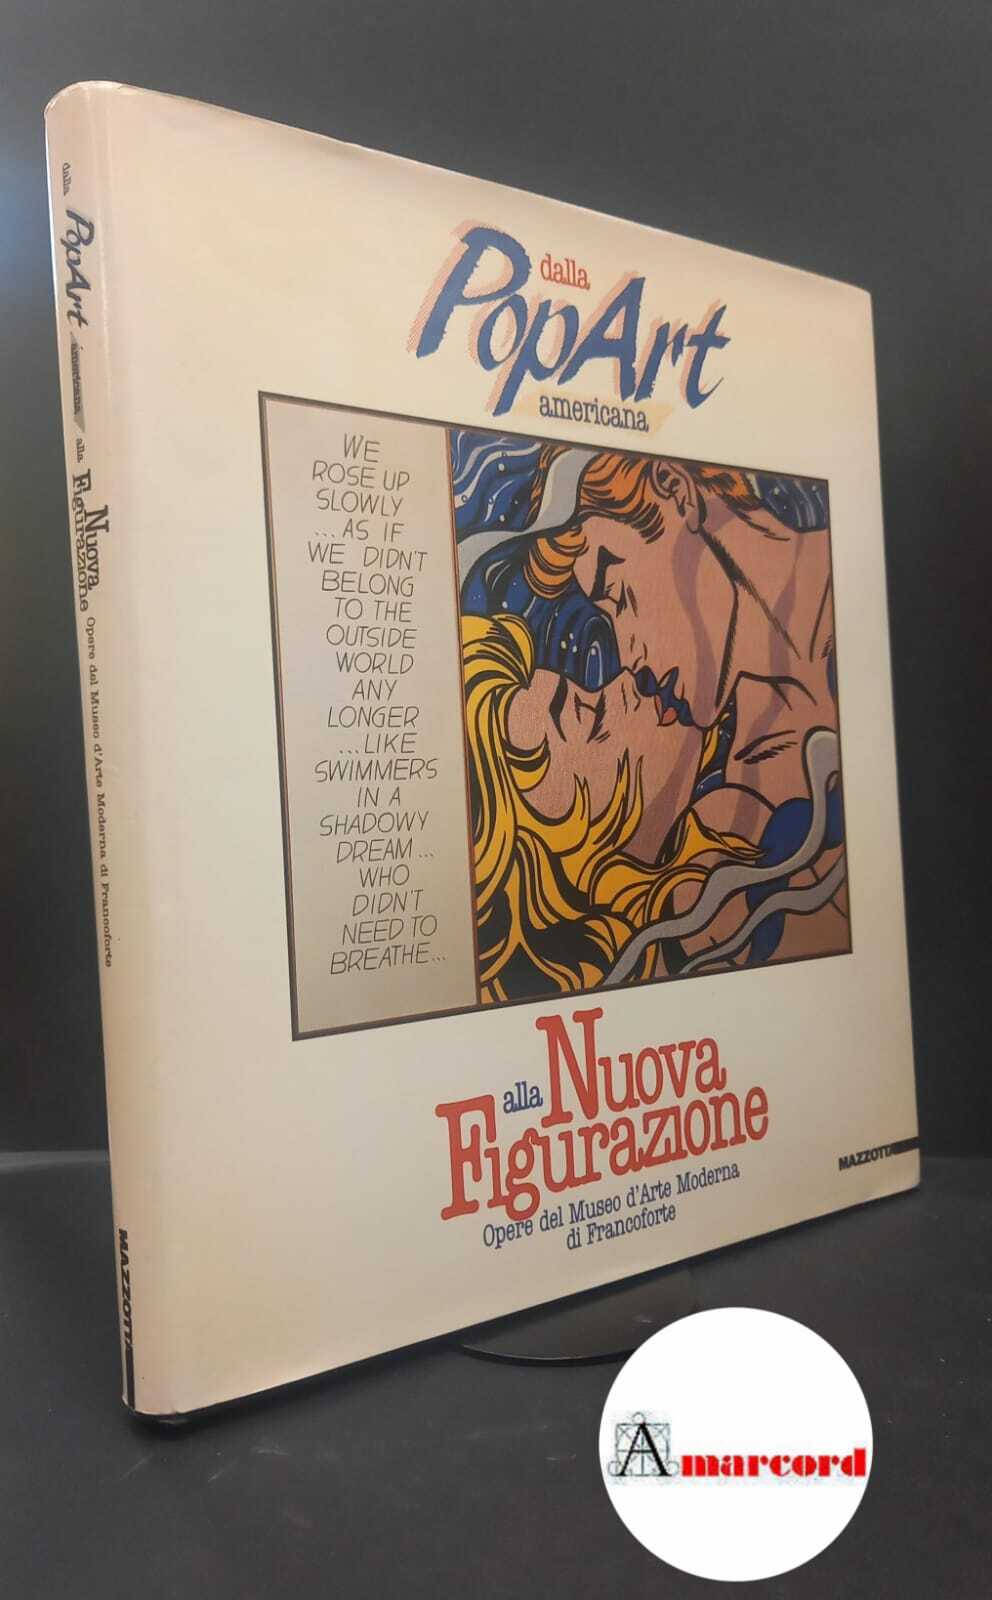 dalla
PopArt
americana
alla
Nuova
Figurazione
Opere del Museo d'Arte Moderna di Francoforte
MAZZOTTA
dalla
PopArt
americana
WE
ROSE UP
SLOWLY
...AS IF
WE DIDN'T
BELONG
TO THE
OUTSIDE
WORLD
ANY
LONGER
...LIKE
SWIMMERS
IN A
SHADOWY
DREAM...
WHO
DIDN'T
NEED TO
BREATHE...
alla Nuova
Figurazione
Opere del Museo d'Arte Moderna
di Francoforte
MAZZOTTA
Amarcord